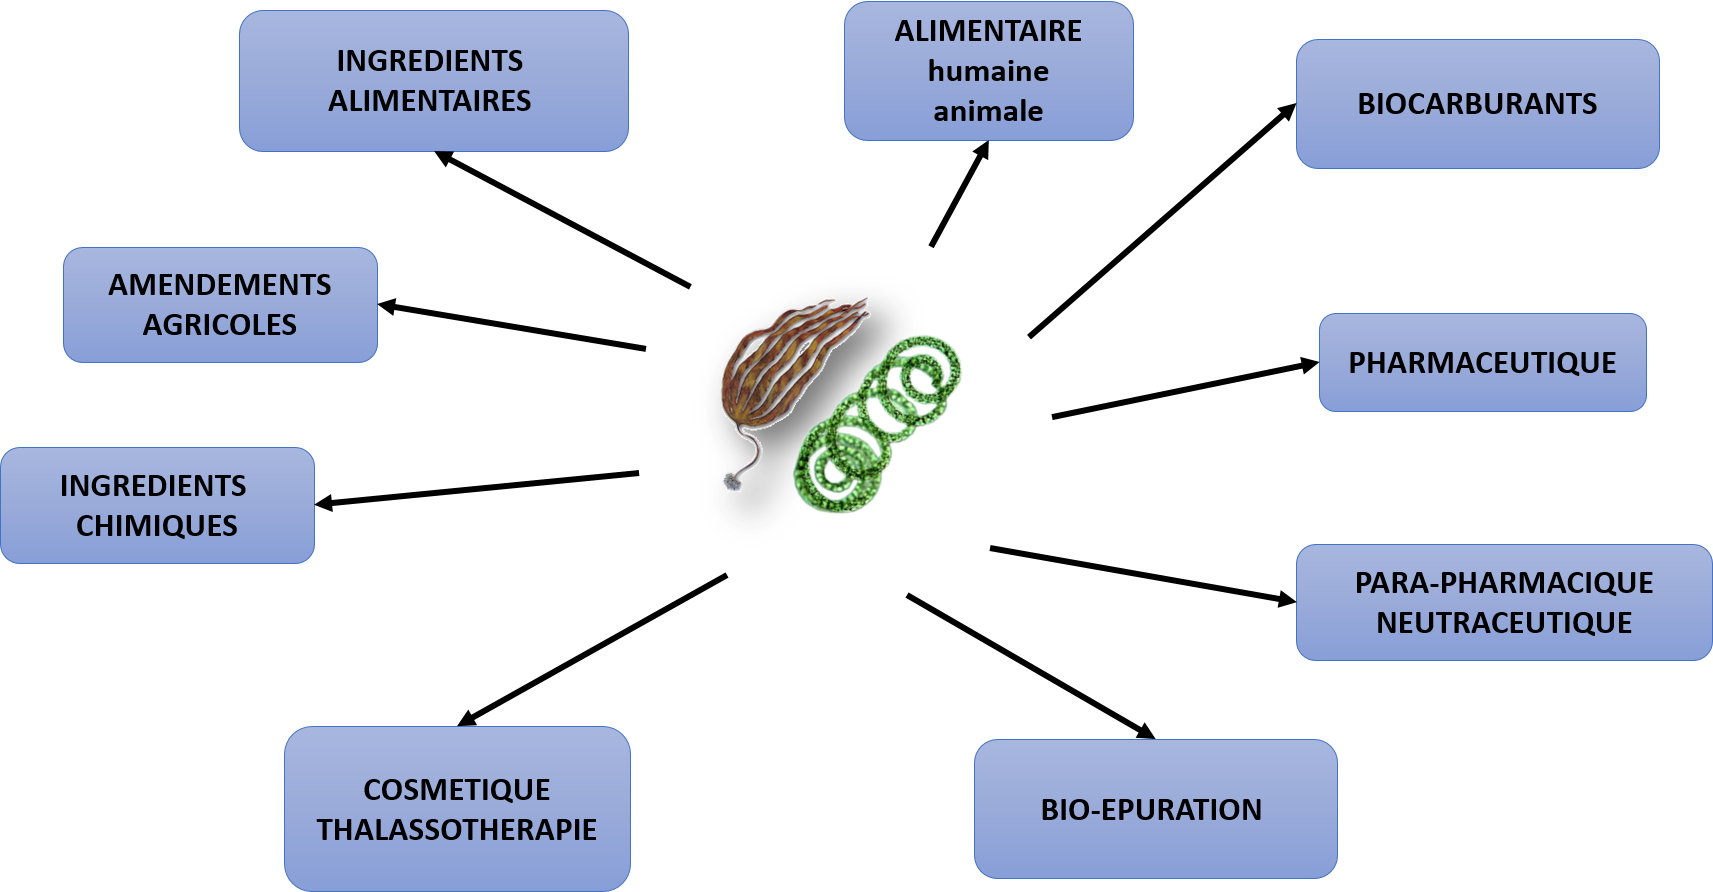 INGREDIENTS
ALIMENTAIRES
ALIMENTAIRE
humaine
animale
BIOCARBURANTS
AMENDEMENTS
AGRICOLES
PHARMACEUTIQUE
INGREDIENTS
CHIMIQUES
PARA-PHARMACIQUE
NEUTRACEUTIQUE
COSMETIQUE
THALASSOTHERAPIE
BIO-EPURATION